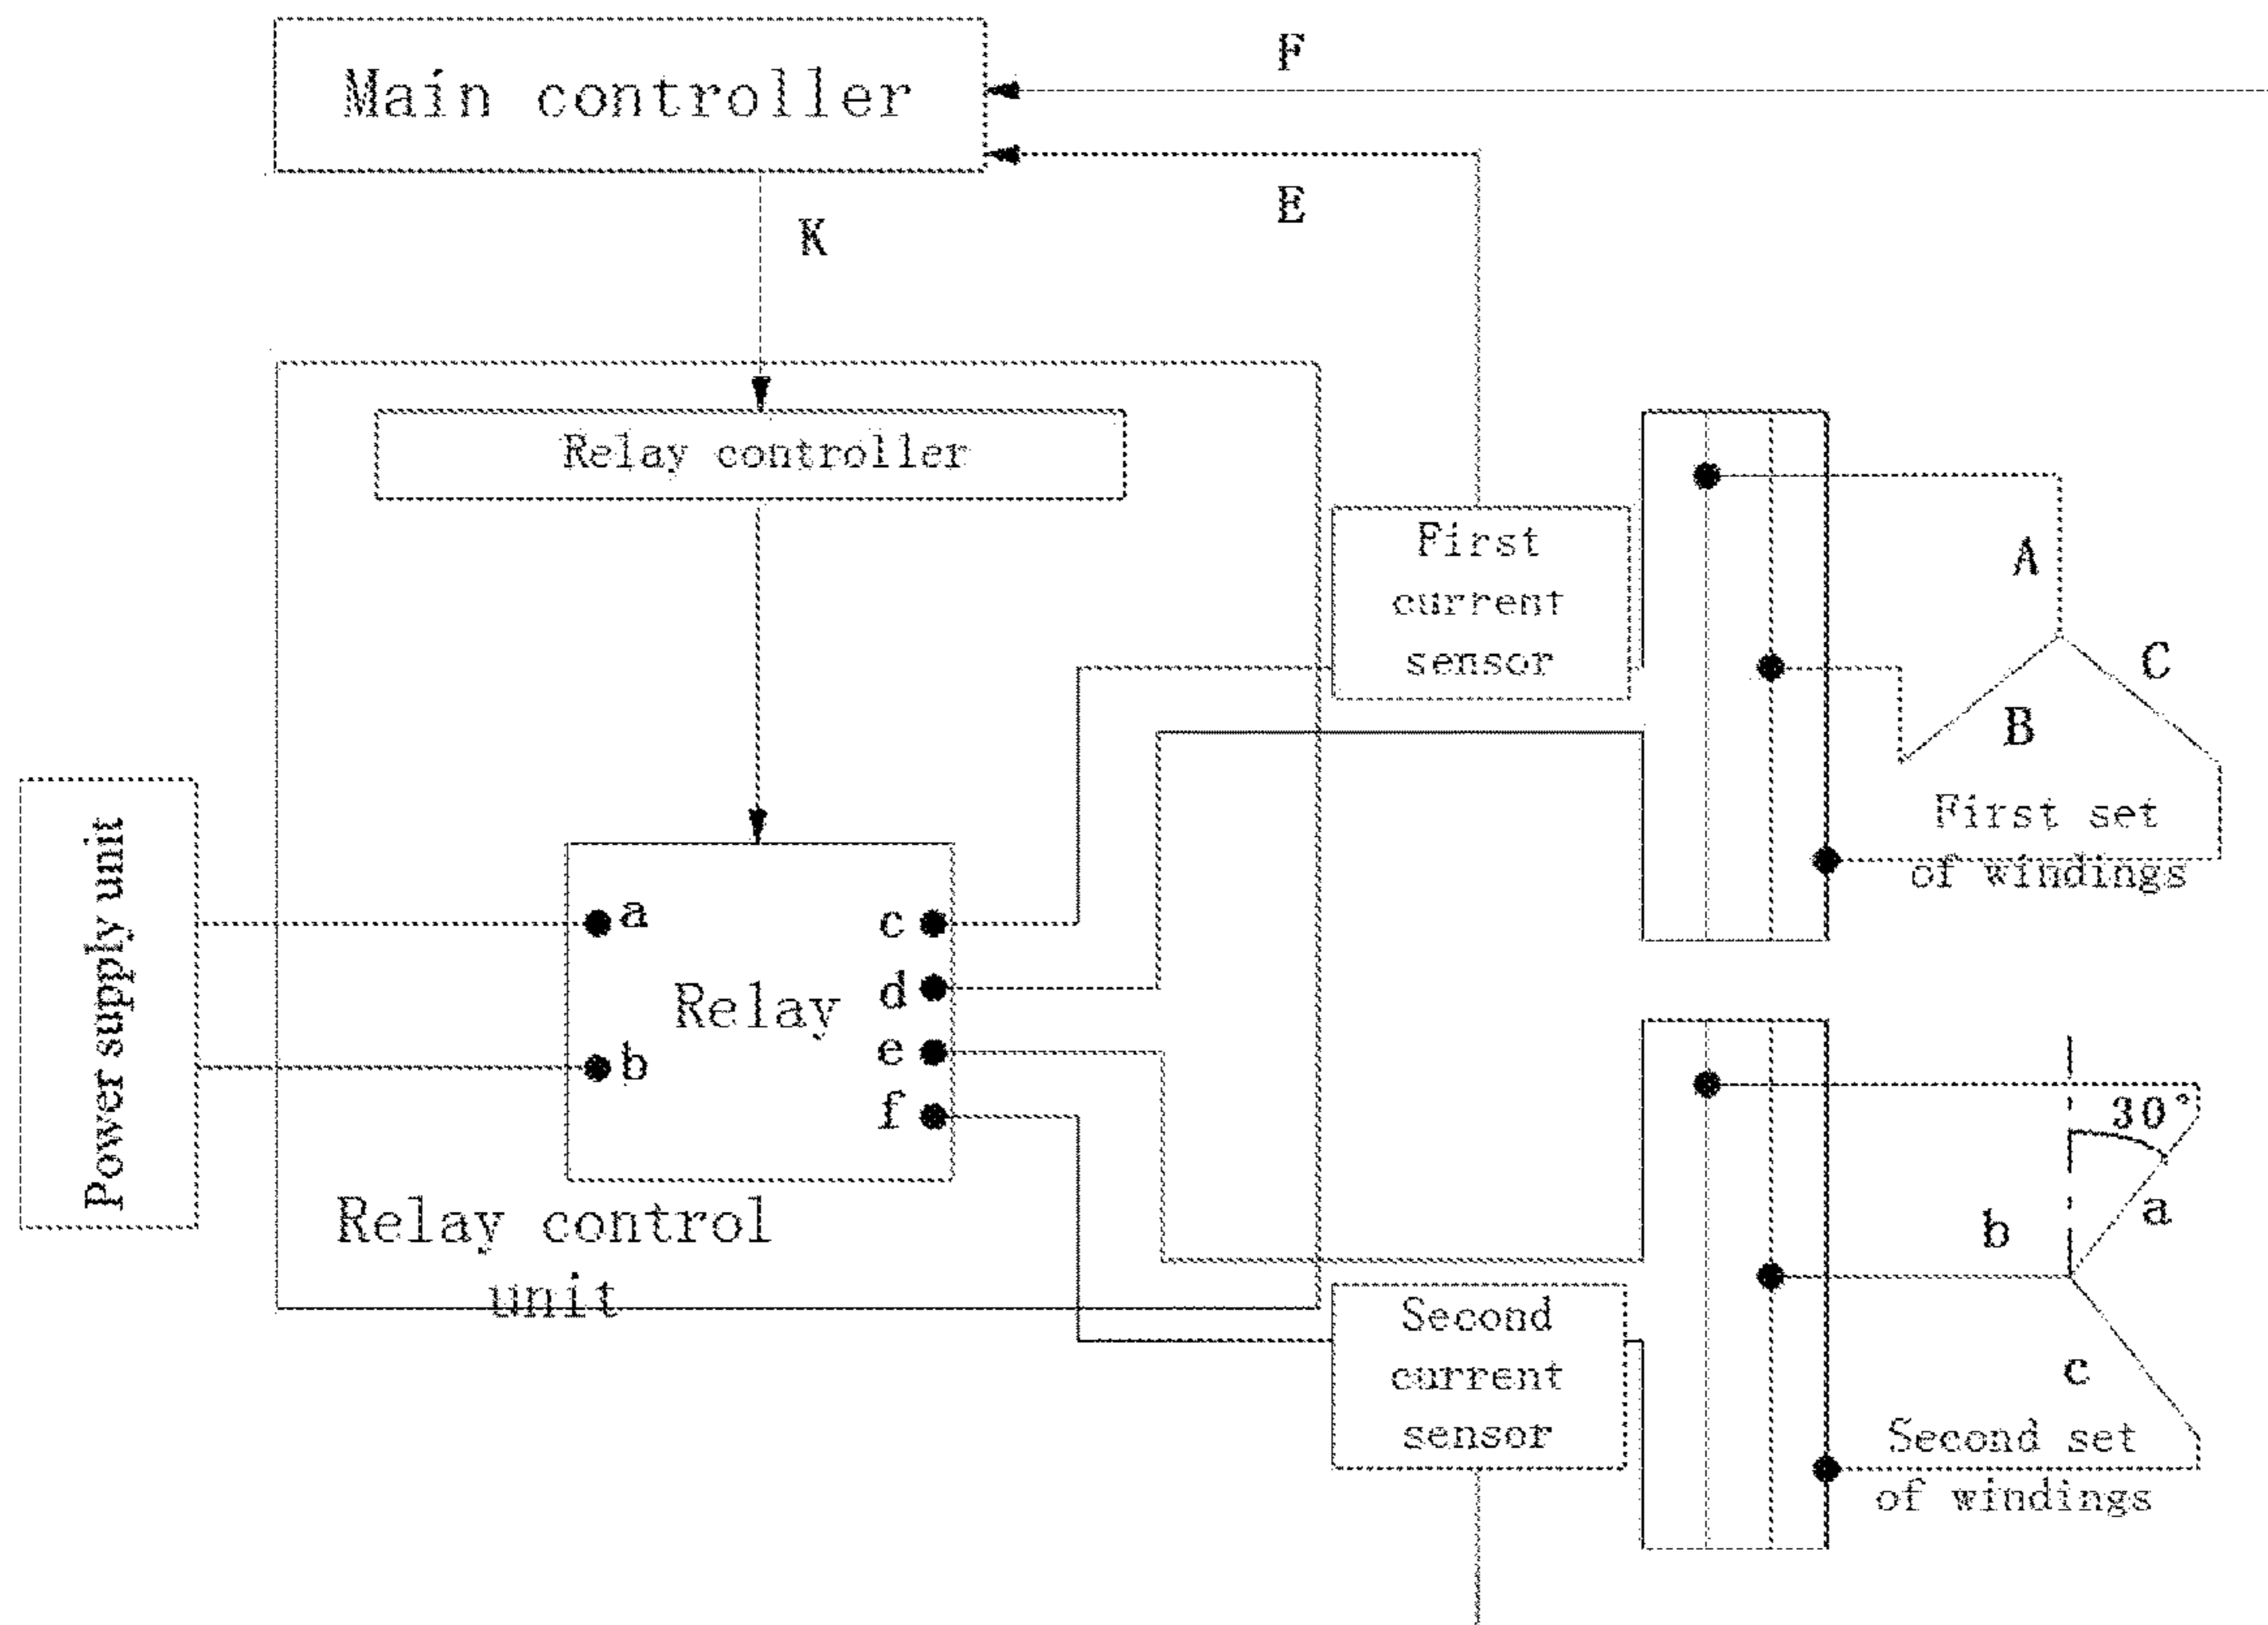 F
Main controller
E
K
Relay controller
First
current
sensor
A
C
B
First set
of windings
Power supply unit
a
c
Relay
d
b
e
f
Relay control
unit
30°
a
b
Second
current
sensor
c
Second set
of windings